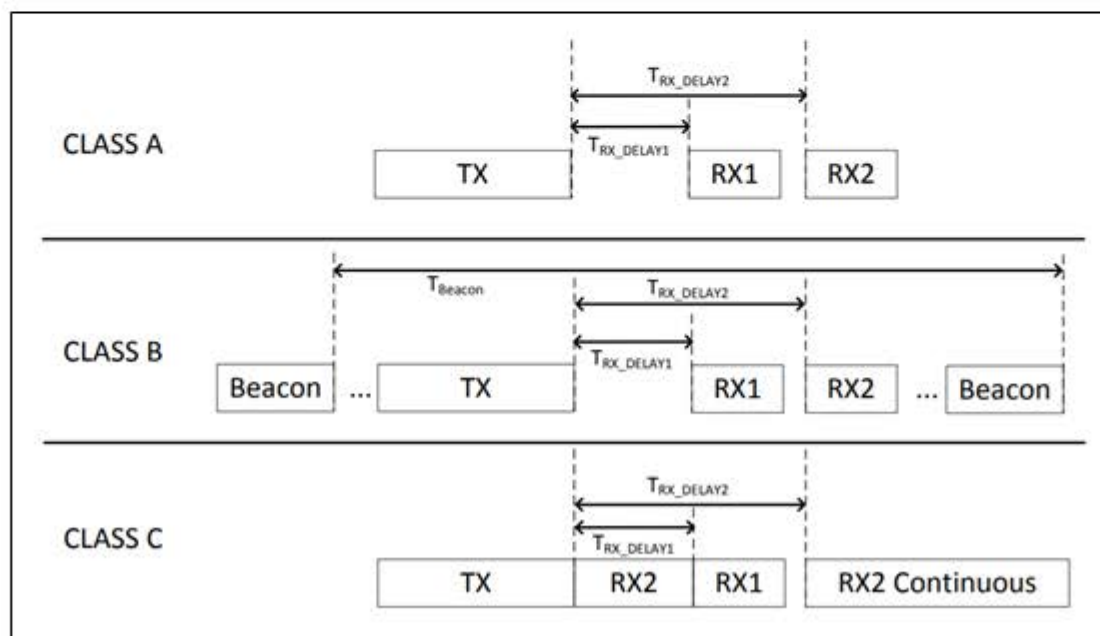 T_RX_DELAY2
CLASS A
T_RX_DELAY1
TX RX1 RX2
T_Beacon
T_RX_DELAY2
CLASS B
T_RX_DELAY1
Beacon ... TX RX1 RX2 ... Beacon
T_RX_DELAY2
CLASS C
T_RX_DELAY1
TX RX2 RX1 RX2 Continuous